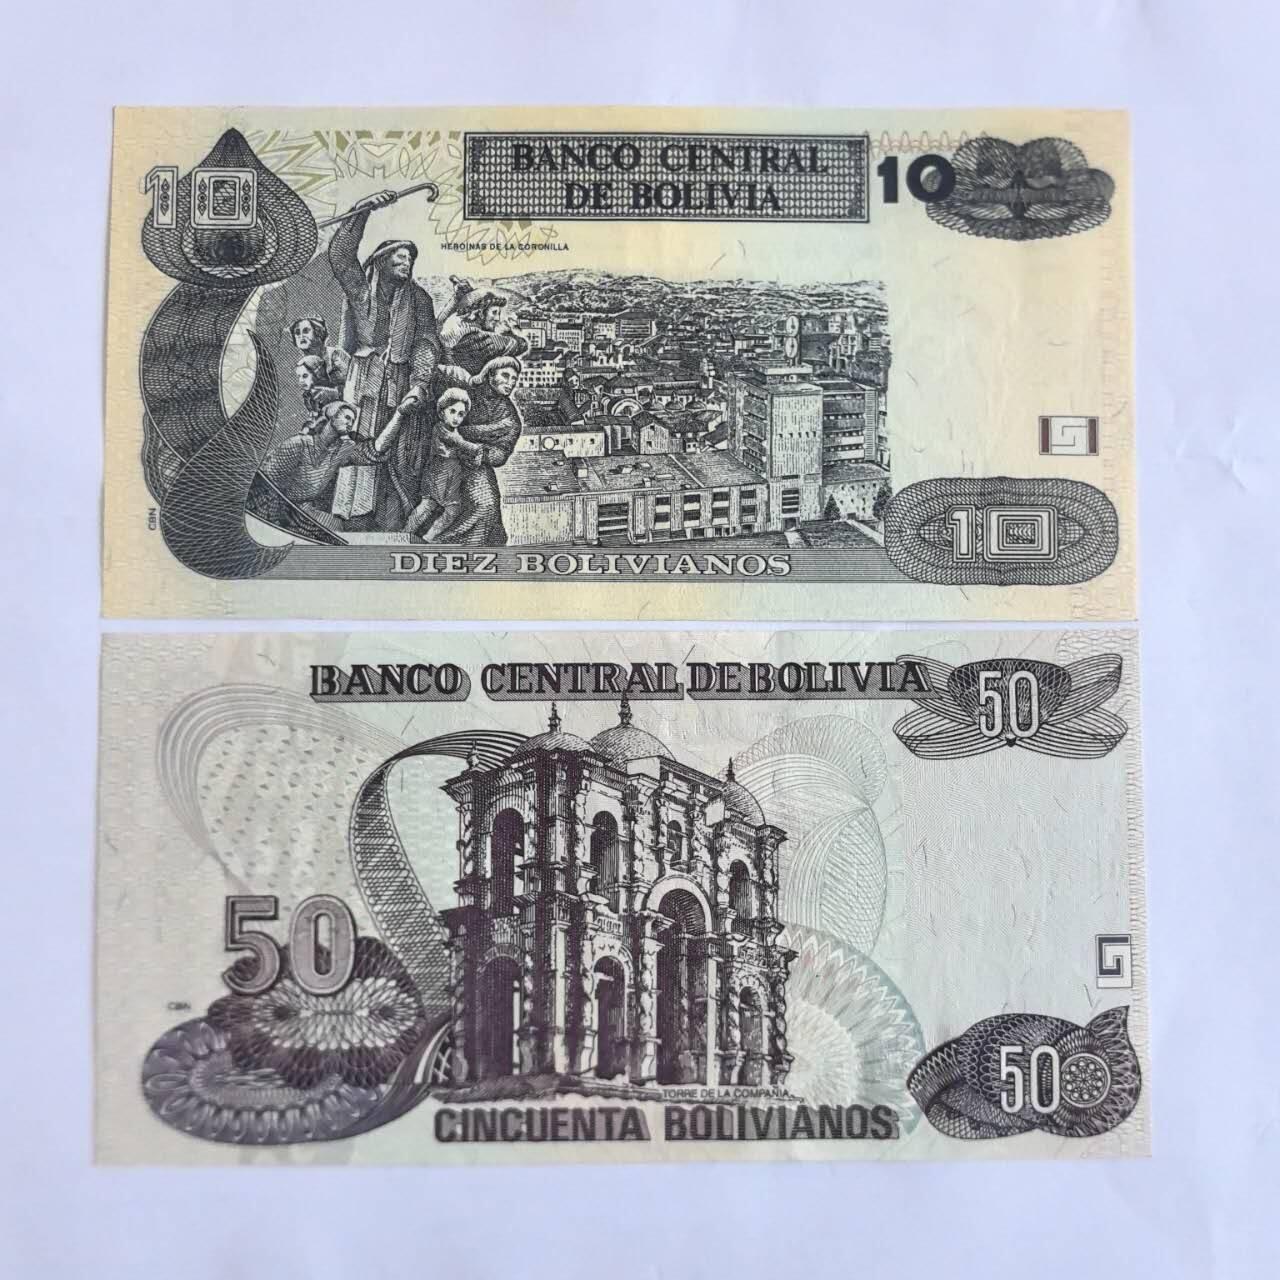 10
BANCO CENTRAL
DE BOLIVIA
10
HEROINAS DE LA CORONILLA
CBN
DIEZ BOLIVIANOS
10
BANCO CENTRAL DE BOLIVIA
50
50
CBN
TORRE DE LA COMPAÑIA
CINCUENTA BOLIVIANOS
50